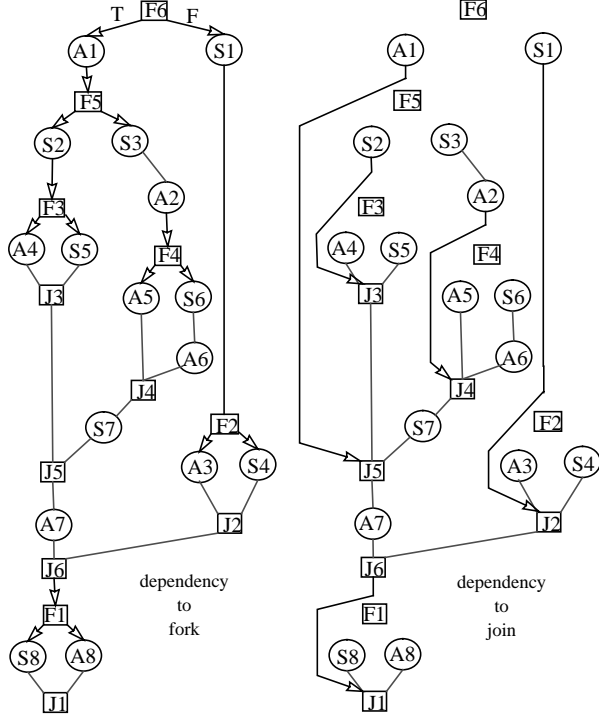 T F6 F F6
A1 S1 A1 S1
F5 F5
S2 S3 S2 S3
A2 A2
F3 F3
A4 S5 F4 A4 S5 F4
J3 A5 S6 J3 A5 S6
A6 A6
J4 J4
S7 F2 S7 F2
J5 A3 S4 J5 A3 S4
A7 J2 A7 J2
J6 J6
dependency dependency
F1 to F1 to
fork join
S8 A8 S8 A8
J1 J1